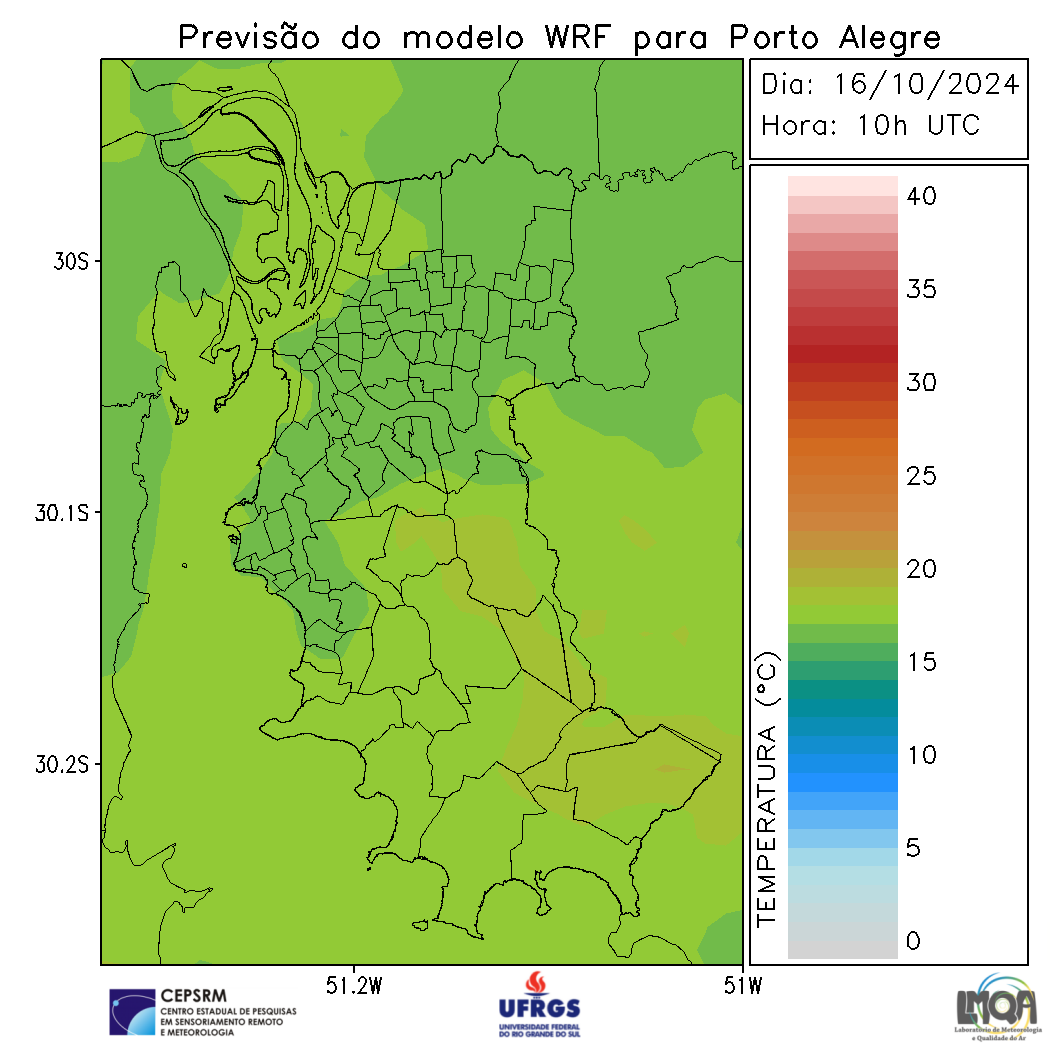 Previsão do modelo WRF para Porto Alegre
Dia: 16/10/2024
Hora: 10h UTC
30S
30.1S
30.2S
51.2W
51W
TEMPERATURA (°C)
40
35
30
25
20
15
10
5
0
CEPSRM
CENTRO ESTADUAL DE PESQUISAS
EM SENSORIAMENTO REMOTO
E METEOROLOGIA
UFRGS
UNIVERSIDADE FEDERAL
DO RIO GRANDE DO SUL
LMQA
Laboratório de Meteorologia
e Qualidade do Ar